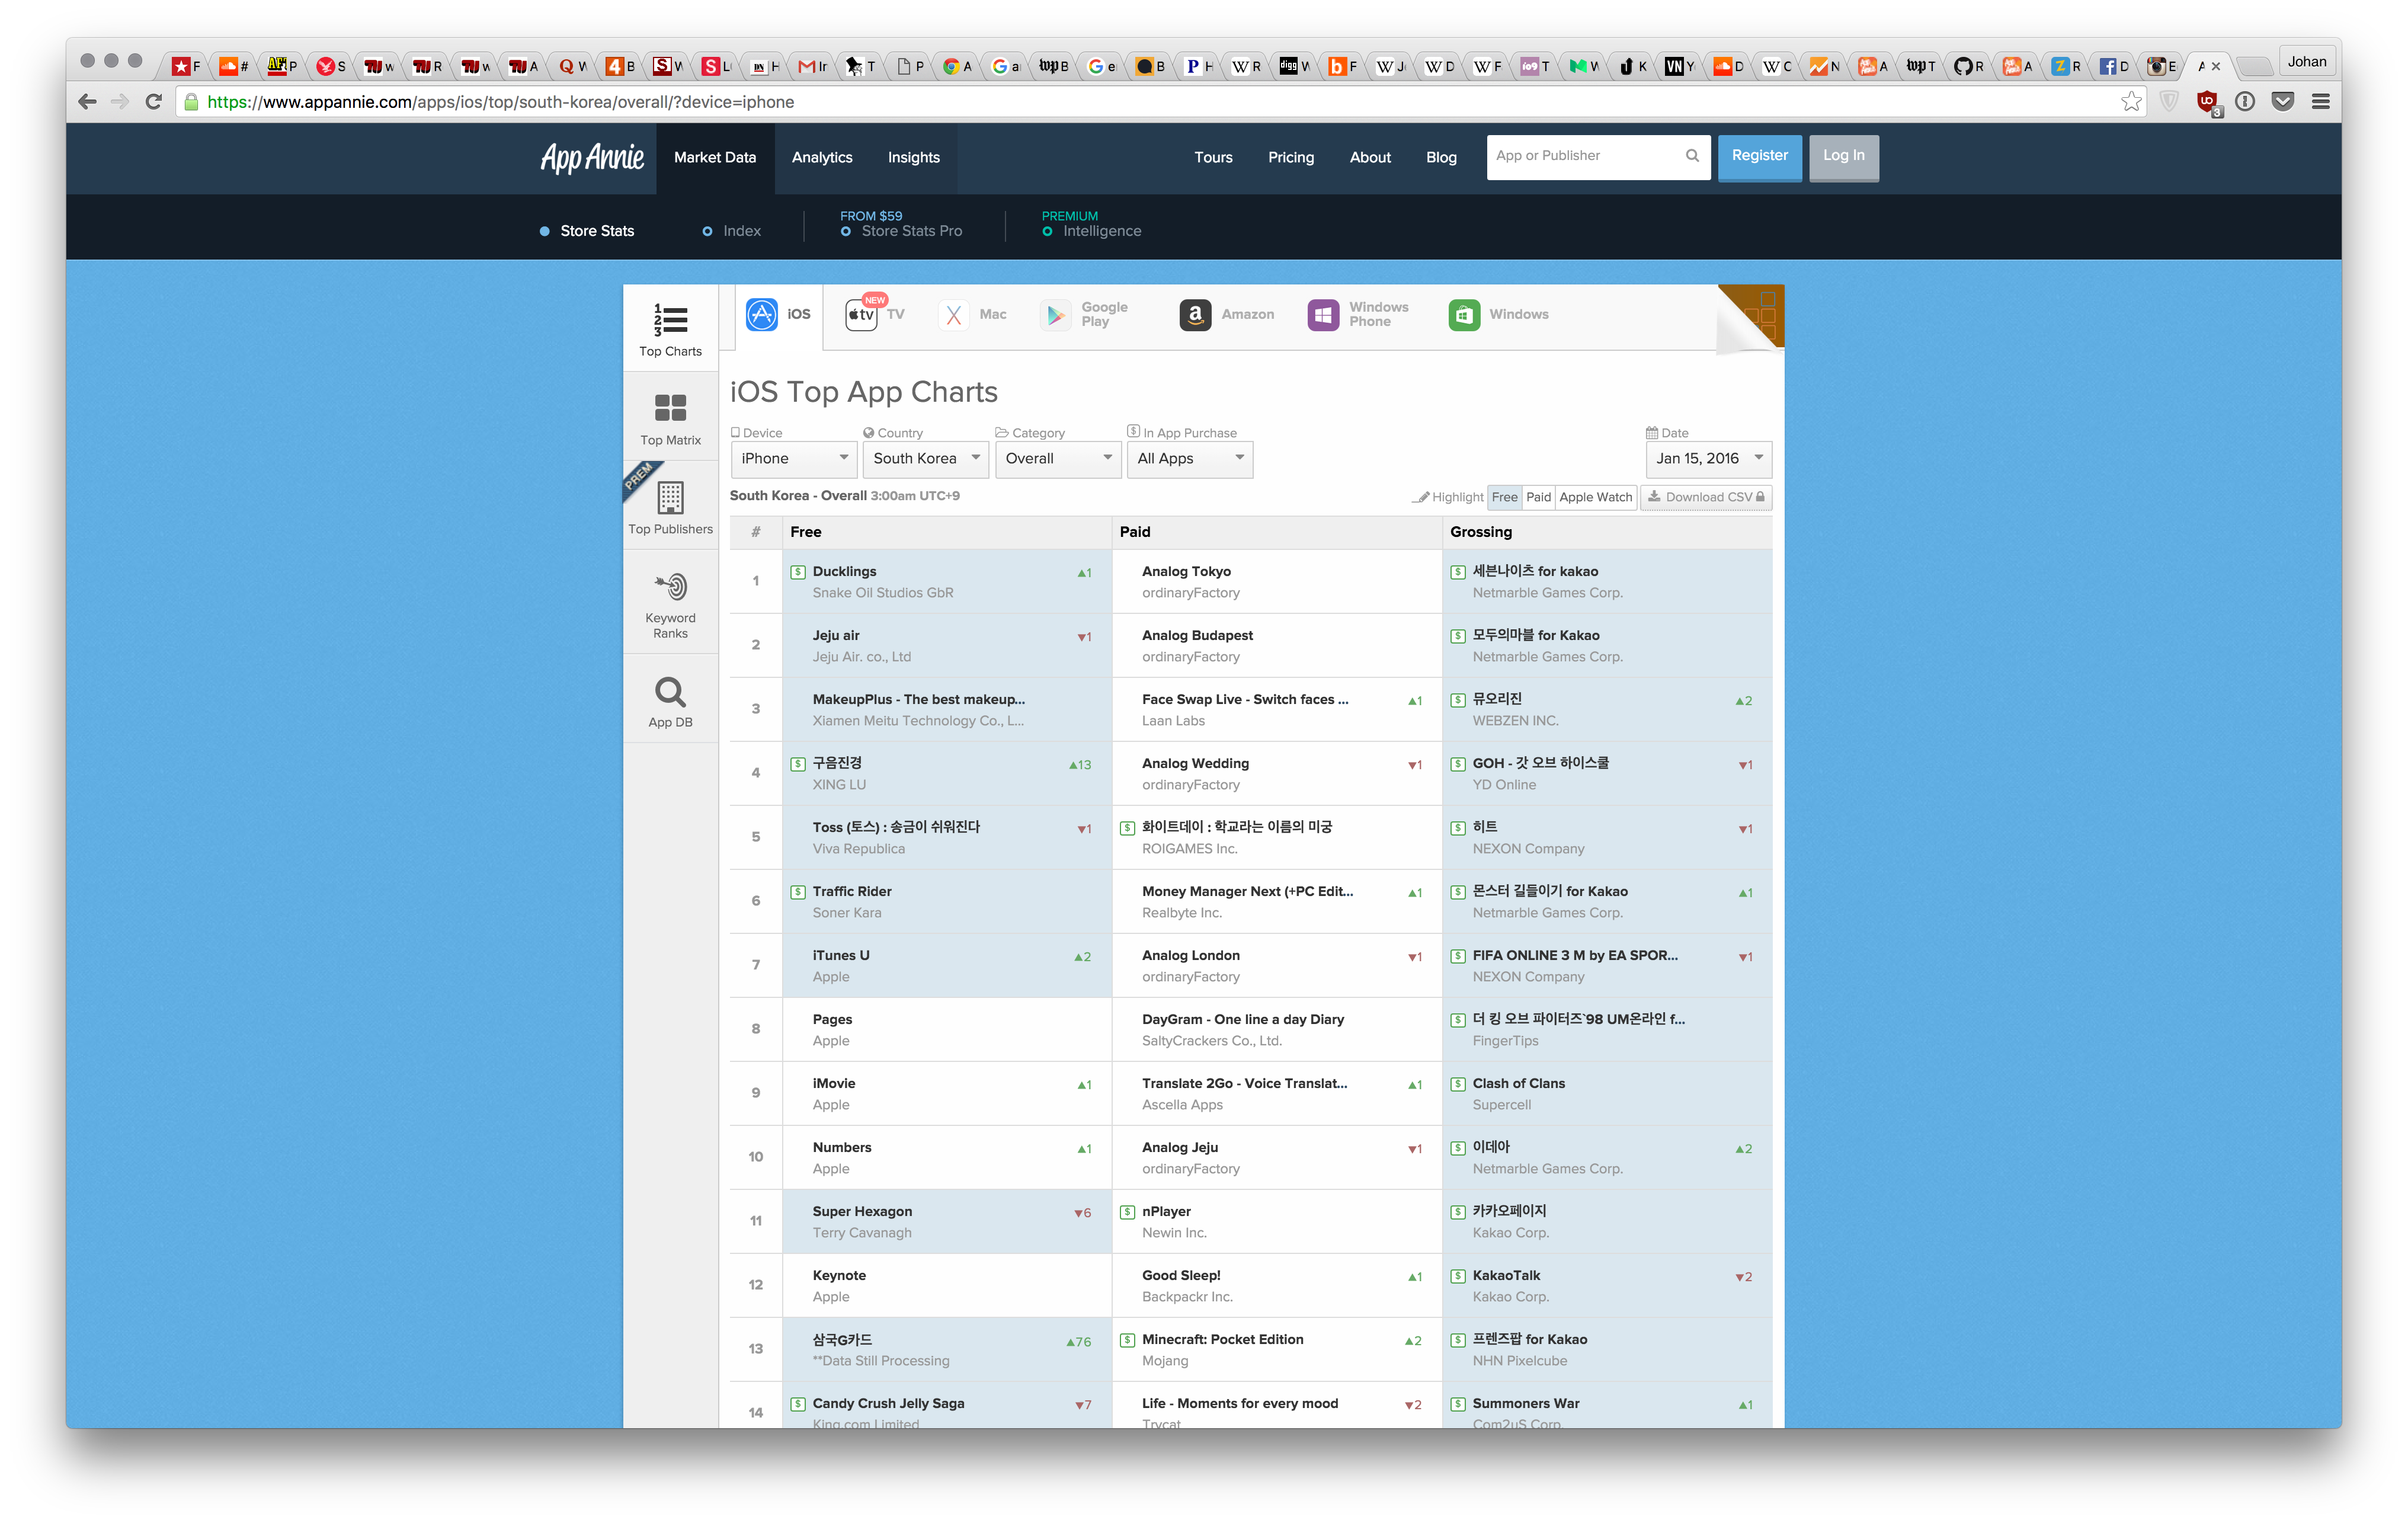 F # P S w R w A Q W 4 B W L H Ir T P A a B e B H R W F J D F T W K Y D C N A T R A R D E A
Johan
https://www.appannie.com/apps/ios/top/south-korea/overall/?device=iphone
3
App Annie
Market Data
Analytics
Insights
Tours
Pricing
About
Blog
App or Publisher
Register
Log In
Store Stats
Index
FROM $59
Store Stats Pro
PREMIUM
Intelligence
Top Charts
Top Matrix
PREM
Top Publishers
Keyword
Ranks
App DB
iOS
NEW
tv TV
Mac
Google
Play
Amazon
Windows
Phone
Windows
iOS Top App Charts
Device
Country
Category
In App Purchase
Date
iPhone
South Korea
Overall
All Apps
Jan 15, 2016
South Korea - Overall 3:00am UTC+9
Highlight Free Paid Apple Watch
Download CSV
# Free Paid Grossing
1
$ Ducklings ▲1
Snake Oil Studios GbR
Analog Tokyo
ordinaryFactory
$ 세븐나이츠 for kakao
Netmarble Games Corp.
2
Jeju air ▼1
Jeju Air. co., Ltd
Analog Budapest
ordinaryFactory
$ 모두의마블 for Kakao
Netmarble Games Corp.
3
MakeupPlus - The best makeup...
Xiamen Meitu Technology Co., L...
Face Swap Live - Switch faces ... ▲1
Laan Labs
$ 뮤오리진 ▲2
WEBZEN INC.
4
$ 구음진경 ▲13
XING LU
Analog Wedding ▼1
ordinaryFactory
$ GOH - 갓 오브 하이스쿨 ▼1
YD Online
5
Toss (토스) : 송금이 쉬워진다 ▼1
Viva Republica
$ 화이트데이 : 학교라는 이름의 미궁
ROIGAMES Inc.
$ 히트 ▼1
NEXON Company
6
$ Traffic Rider
Soner Kara
Money Manager Next (+PC Edit... ▲1
Realbyte Inc.
$ 몬스터 길들이기 for Kakao ▲1
Netmarble Games Corp.
7
iTunes U ▲2
Apple
Analog London ▼1
ordinaryFactory
$ FIFA ONLINE 3 M by EA SPOR... ▼1
NEXON Company
8
Pages
Apple
DayGram - One line a day Diary
SaltyCrackers Co., Ltd.
$ 더 킹 오브 파이터즈`98 UM온라인 f...
FingerTips
9
iMovie ▲1
Apple
Translate 2Go - Voice Translat... ▲1
Ascella Apps
$ Clash of Clans
Supercell
10
Numbers ▲1
Apple
Analog Jeju ▼1
ordinaryFactory
$ 이데아 ▲2
Netmarble Games Corp.
11
Super Hexagon ▼6
Terry Cavanagh
$ nPlayer
Newin Inc.
$ 카카오페이지
Kakao Corp.
12
Keynote
Apple
Good Sleep! ▲1
Backpackr Inc.
$ KakaoTalk ▼2
Kakao Corp.
13
삼국G카드 ▲76
**Data Still Processing
$ Minecraft: Pocket Edition ▲2
Mojang
$ 프렌즈팝 for Kakao
NHN Pixelcube
14
$ Candy Crush Jelly Saga ▼7
King.com Limited
Life - Moments for every mood ▼2
Trycat
$ Summoners War ▲1
Com2uS Corp.